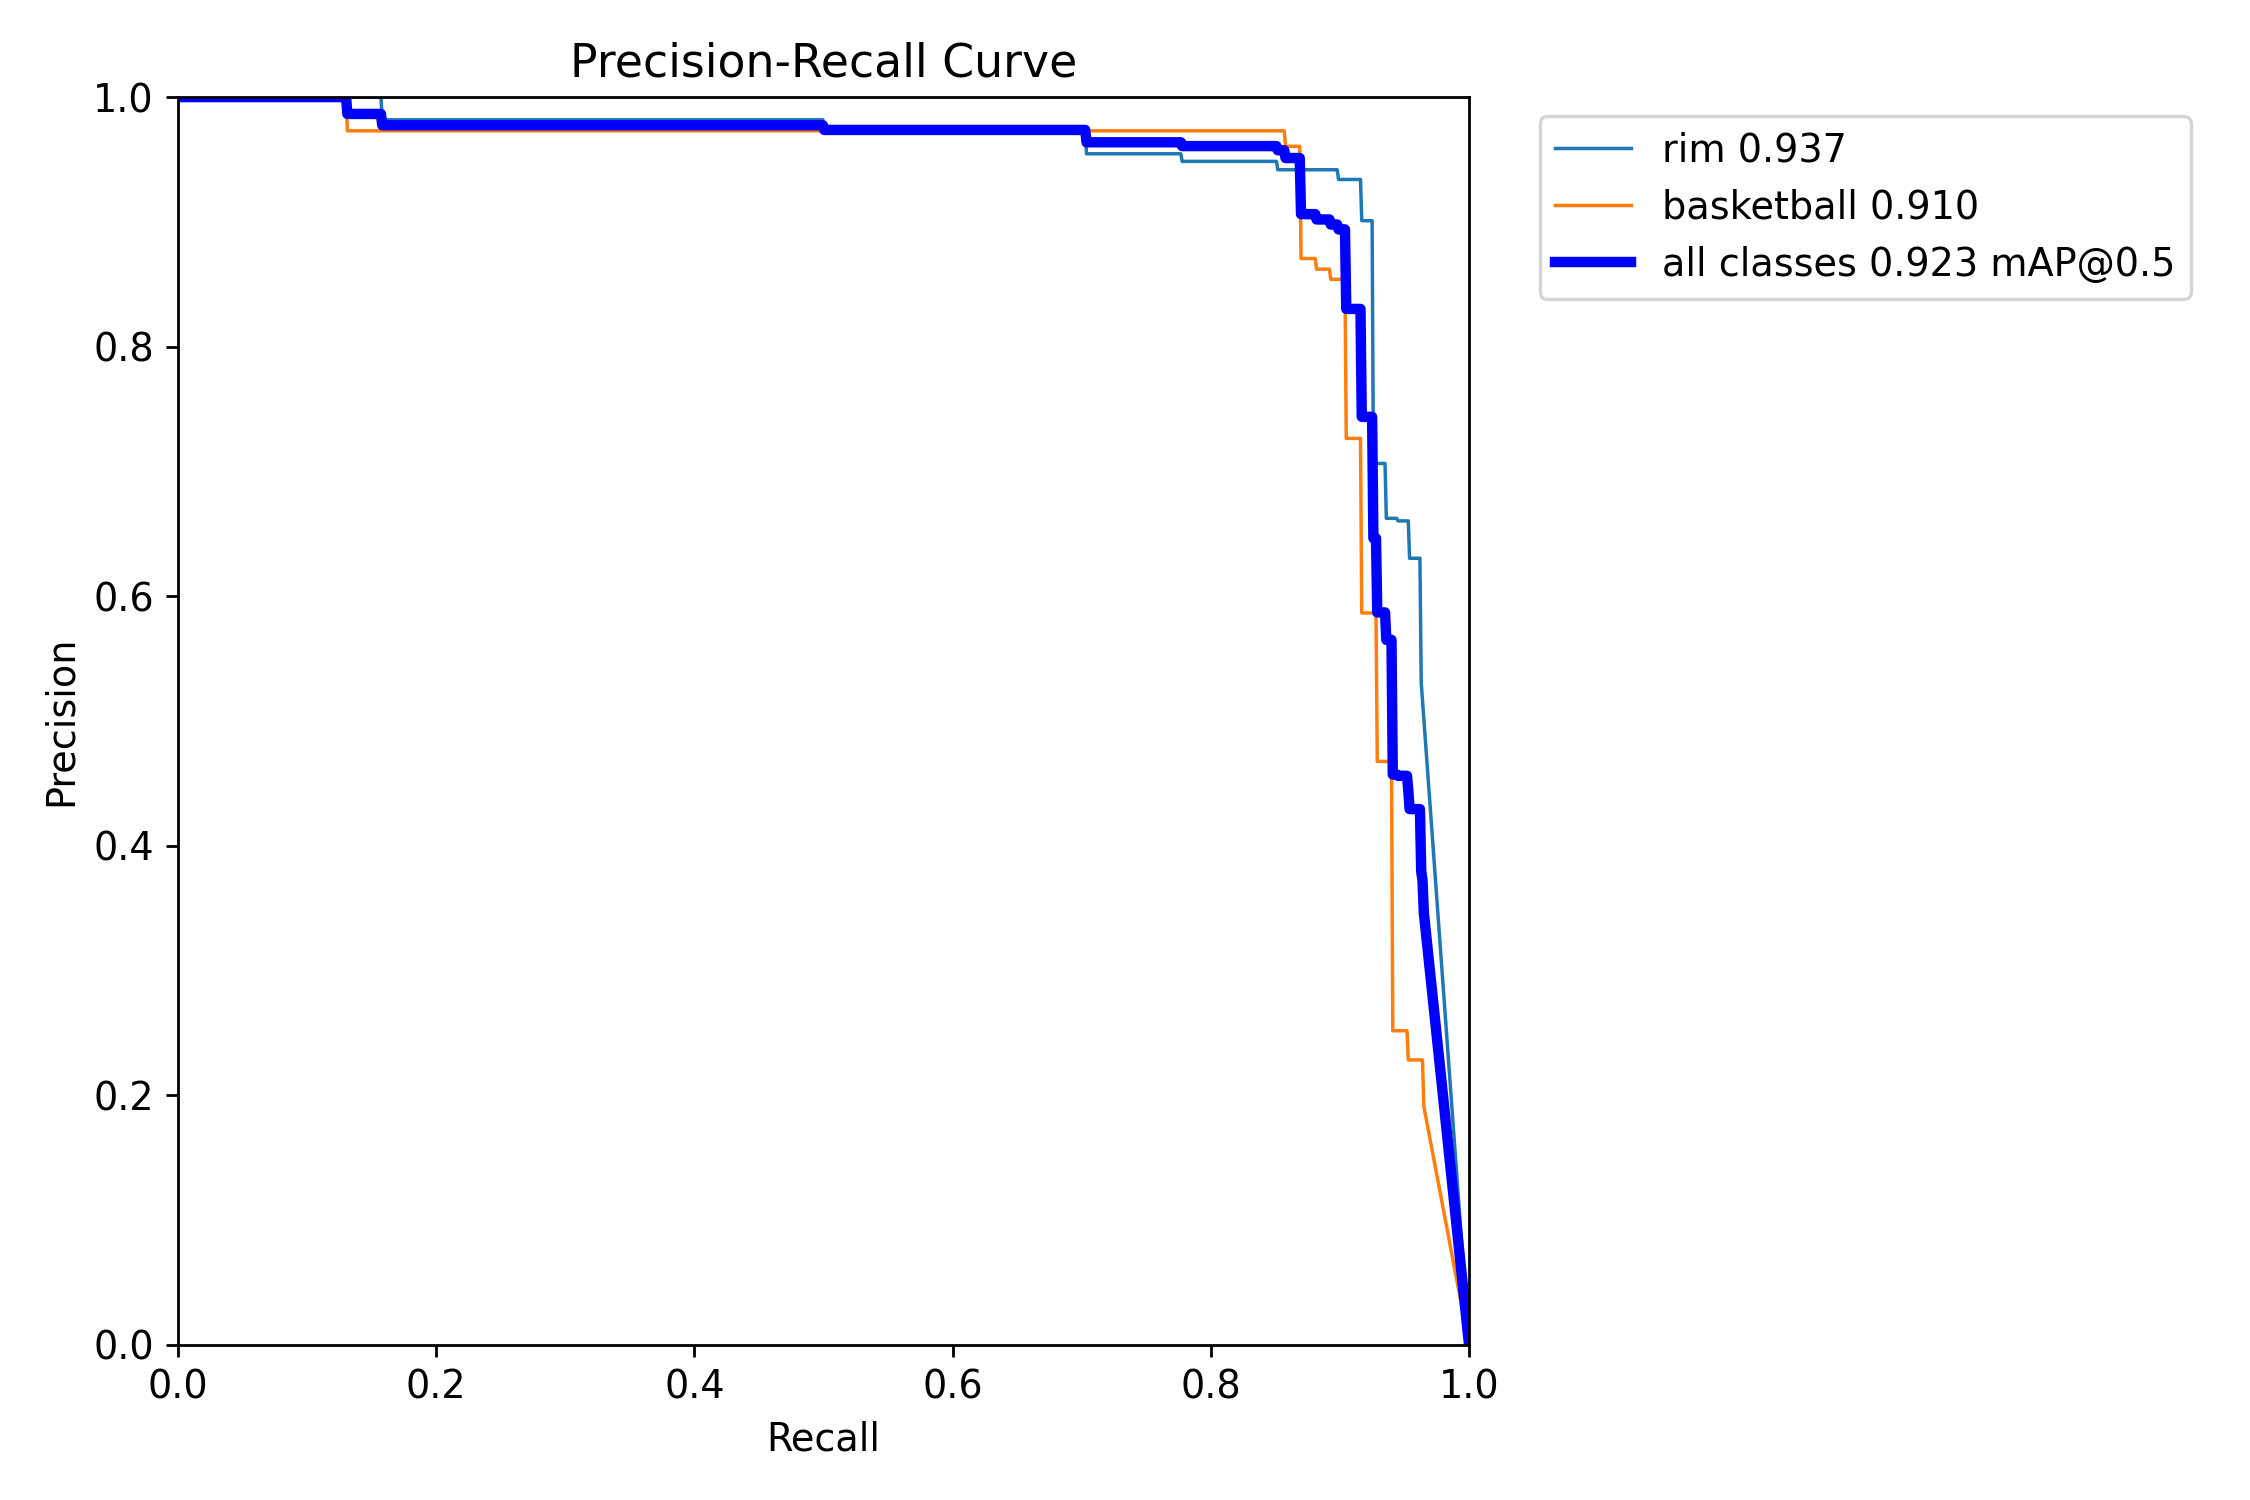 Precision-Recall Curve
1.0
0.8
0.6
0.4
0.2
0.0
Precision
0.0 0.2 0.4 0.6 0.8 1.0
Recall
rim 0.937
basketball 0.910
all classes 0.923 mAP@0.5